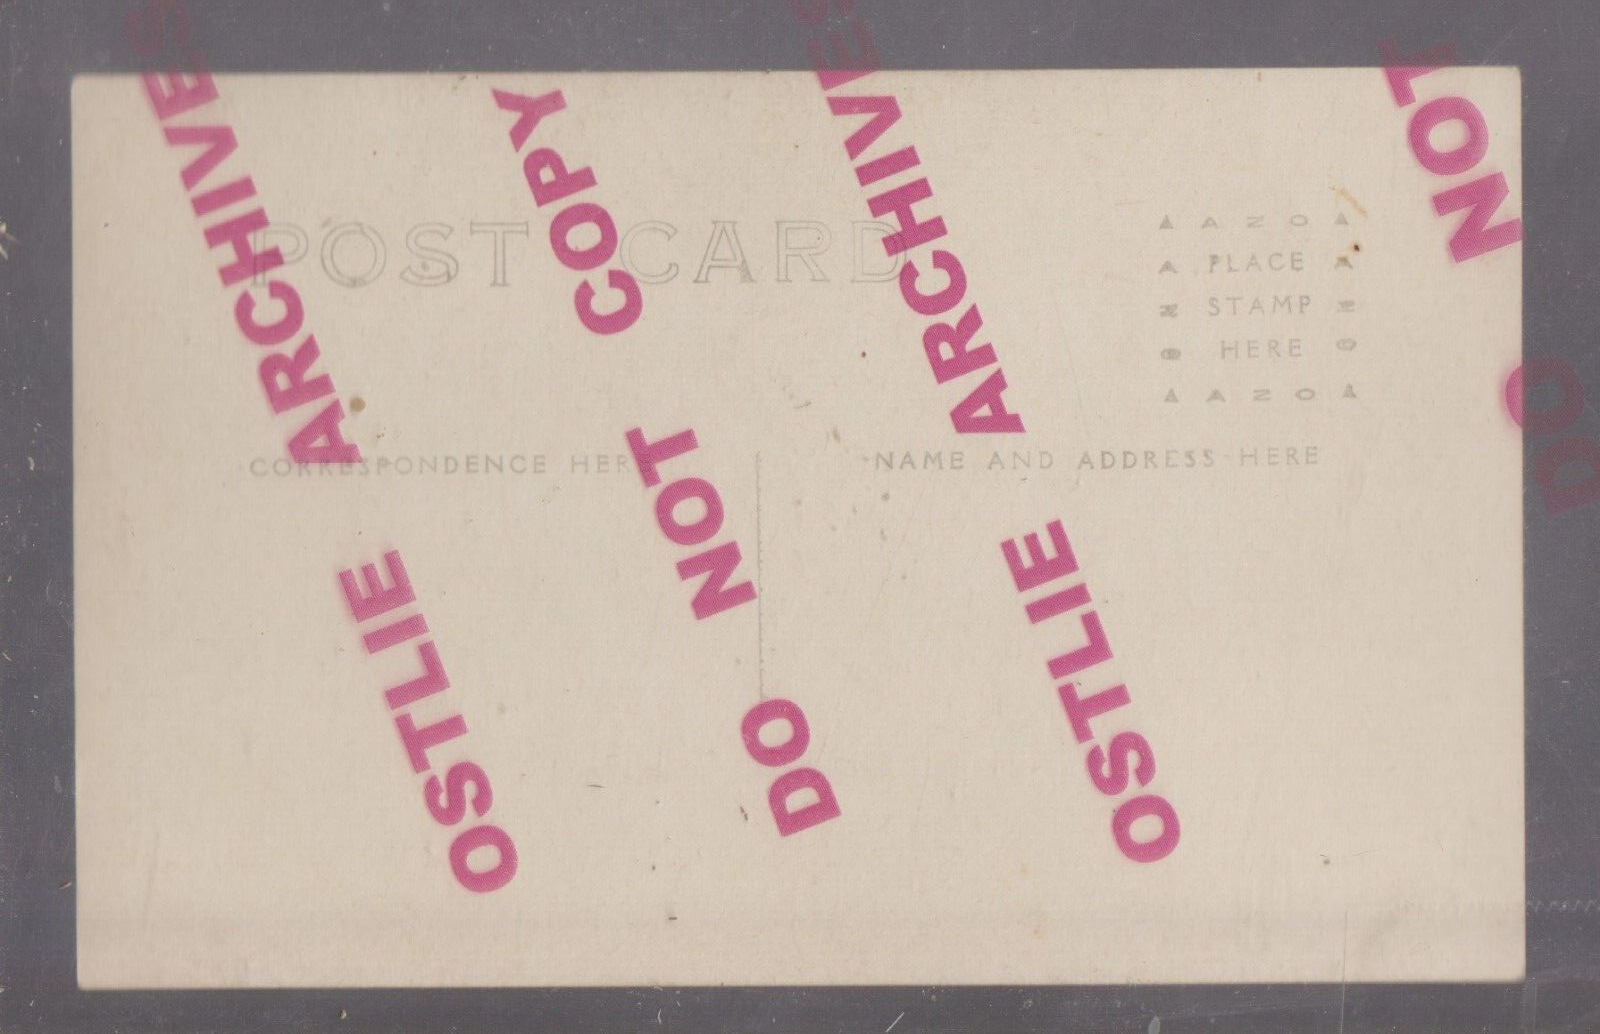 POST CARD
AZO
PLACE
STAMP
HERE
AZO
CORRESPONDENCE HERE
NAME AND ADDRESS HERE
OSTLIE ARCHIVES
DO NOT COPY
OSTLIE ARCHIVES
DO NOT